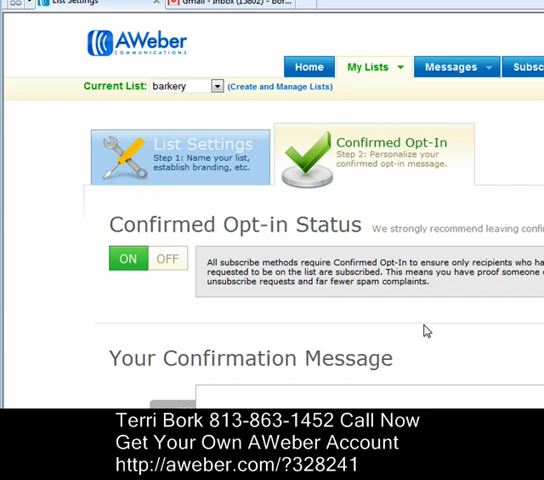 List Settings
Gmail - Inbox (15802) - bor...
AWeber
COMMUNICATIONS
Home My Lists Messages Subsc
Current List: barkery (Create and Manage Lists)
List Settings
Step 1: Name your list,
establish branding, etc.
Confirmed Opt-In
Step 2: Personalize your
confirmed opt-in message.
Confirmed Opt-in Status We strongly recommend leaving confi
ON OFF
All subscribe methods require Confirmed Opt-In to ensure only recipients who ha
requested to be on the list are subscribed. This means you have proof someone
unsubscribe requests and far fewer spam complaints.
Your Confirmation Message
Terri Bork 813-863-1452 Call Now
Get Your Own AWeber Account
http://aweber.com/?328241